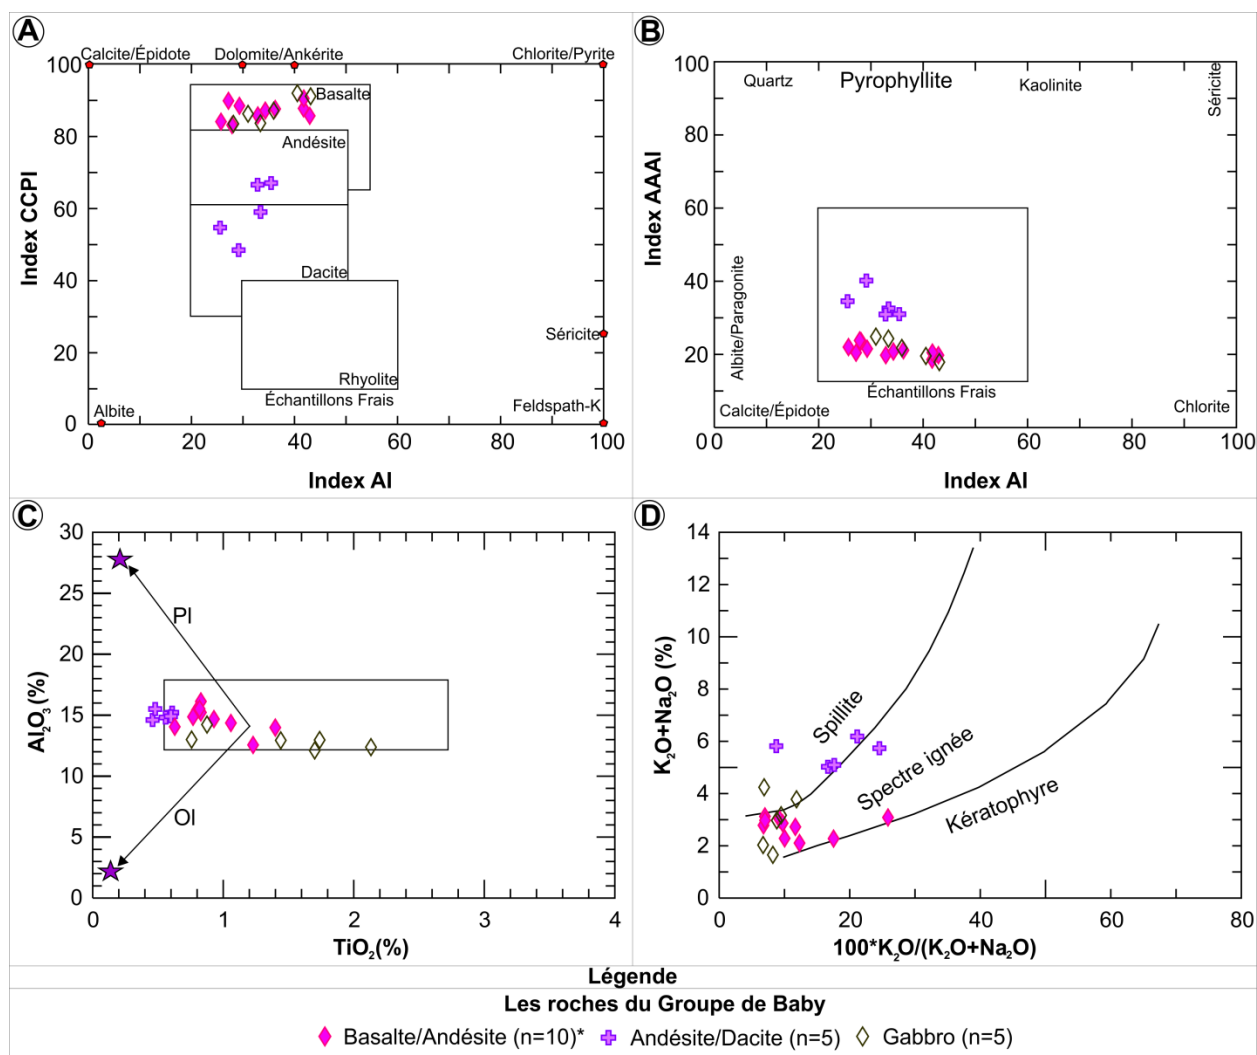 A
Calcite/Épidote Dolomite/Ankérite Chlorite/Pyrite
100
80
60
40
20
0
Index CCPI
Basalte
Andésite
Dacite
Séricite
Rhyolite
Échantillons Frais
Albite
Feldspath-K
0 20 40 60 80 100
Index AI
B
100
80
60
40
20
0
Index AAAI
Quartz Pyrophyllite Kaolinite Séricite
Albite/Paragonite
Échantillons Frais
Calcite/Épidote
Chlorite
0 20 40 60 80 100
Index AI
C
30
25
20
15
10
5
0
Al₂O₃(%)
Pl
Ol
0 1 2 3 4
TiO₂(%)
D
14
12
10
8
6
4
2
0
K₂O+Na₂O (%)
Spillite
Spectre ignée
Kératophyre
0 20 40 60 80
100*K₂O/(K₂O+Na₂O)
Légende
Les roches du Groupe de Baby
Basalte/Andésite (n=10)* Andésite/Dacite (n=5) Gabbro (n=5)